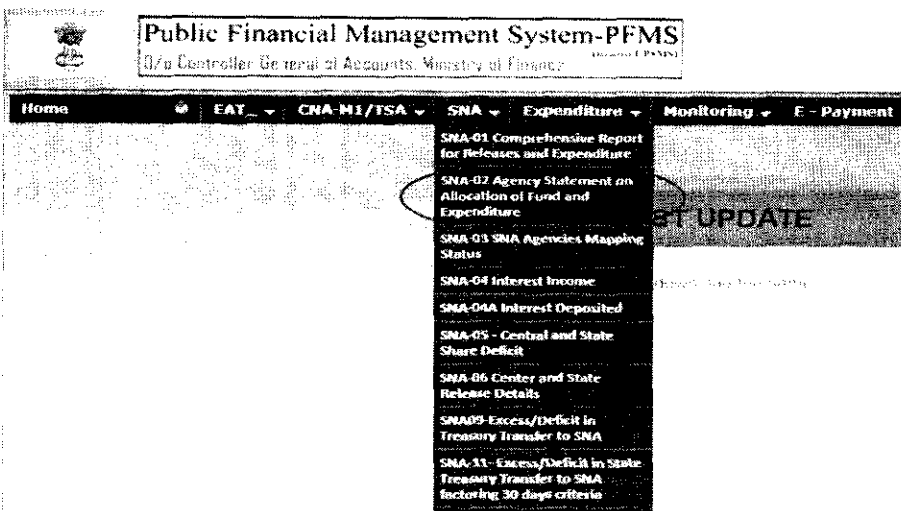 Public Financial Management System-PFMS
O/o Controller General of Accounts, Ministry of Finance
Home EAT_ CNA-M1/TSA SNA Expenditure Monitoring E - Payment
SNA-01 Comprehensive Report
for Releases and Expenditure
SNA-02 Agency Statement on
Allocation of Fund and
Expenditure
UPDATE
SNA-03 SNA Agencies Mapping
Status
SNA-04 Interest Income
SNA-04A Interest Deposited
SNA-05 - Central and State
Share Deficit
SNA-06 Center and State
Release Details
SNA09-Excess/Deficit in
Treasury Transfer to SNA
SNA-11- Excess/Deficit in State
Treasury Transfer to SNA
factoring 30 days criteria